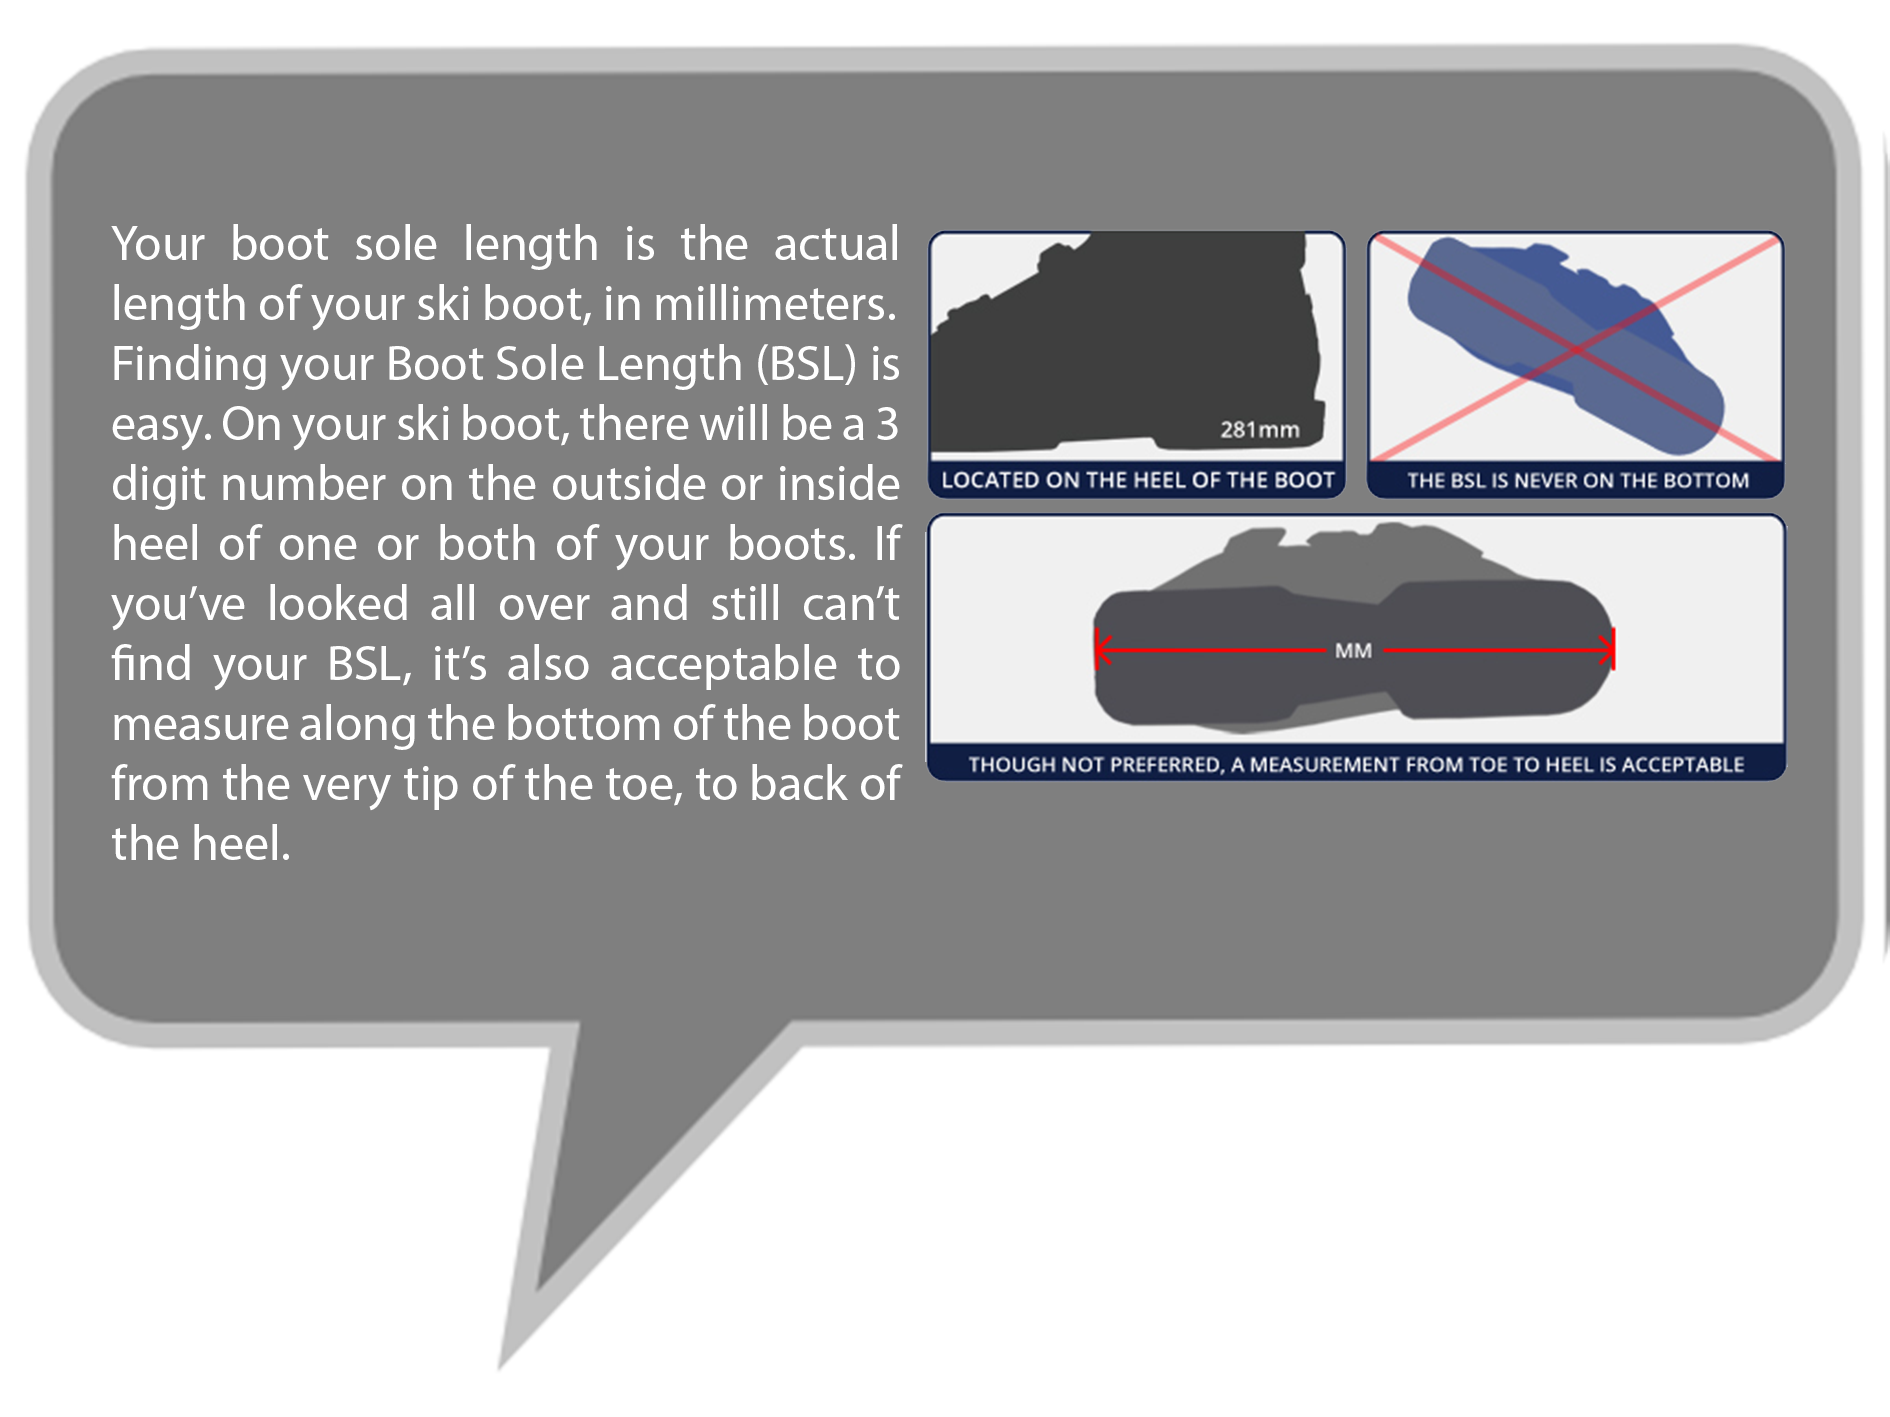 Your boot sole length is the actual
length of your ski boot, in millimeters.
Finding your Boot Sole Length (BSL) is
easy. On your ski boot, there will be a 3
digit number on the outside or inside
heel of one or both of your boots. If
you’ve looked all over and still can’t
find your BSL, it’s also acceptable to
measure along the bottom of the boot
from the very tip of the toe, to back of
the heel.
281mm
LOCATED ON THE HEEL OF THE BOOT
THE BSL IS NEVER ON THE BOTTOM
MM
THOUGH NOT PREFERRED, A MEASUREMENT FROM TOE TO HEEL IS ACCEPTABLE